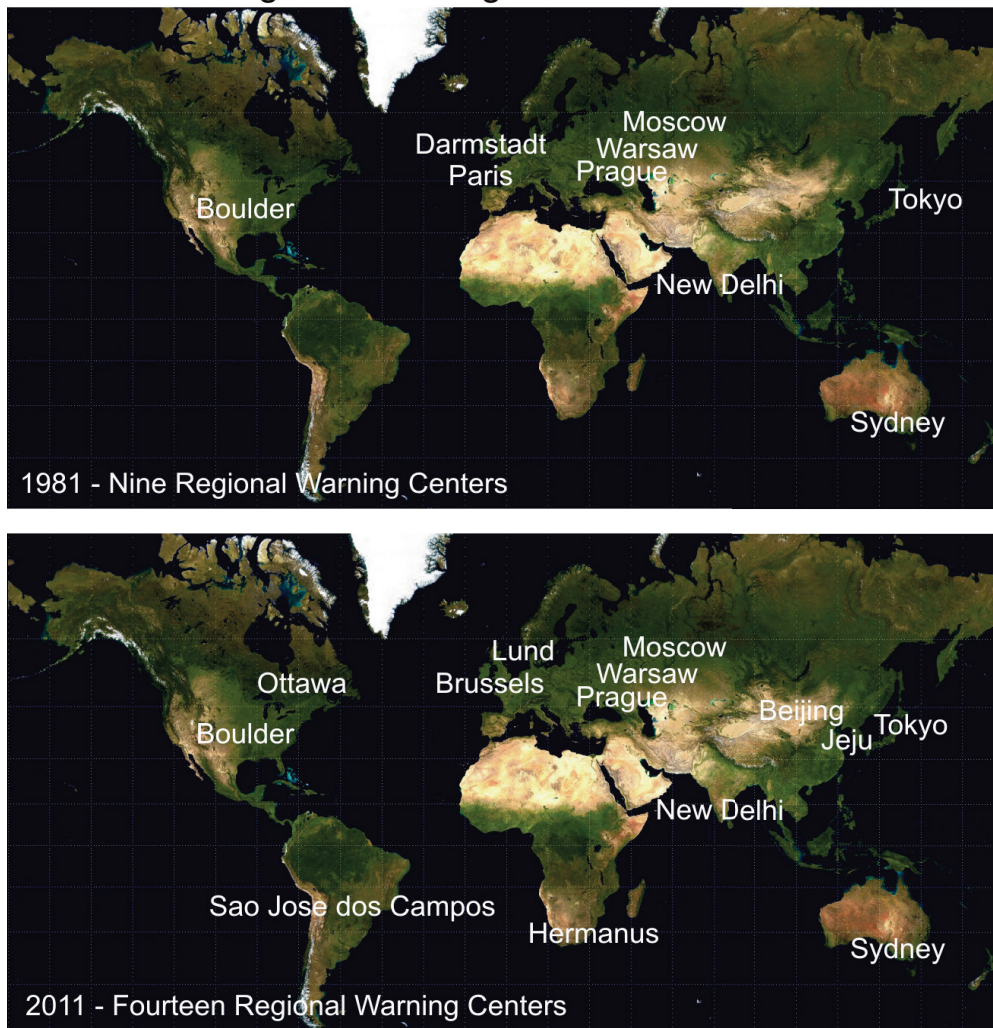 Moscow
Darmstadt
Warsaw
Paris
Prague
Boulder
Tokyo
New Delhi
Sydney
1981 - Nine Regional Warning Centers
Lund
Moscow
Ottawa
Brussels
Warsaw
Prague
Boulder
Beijing
Tokyo
Jeju
New Delhi
Sao Jose dos Campos
Hermanus
Sydney
2011 - Fourteen Regional Warning Centers